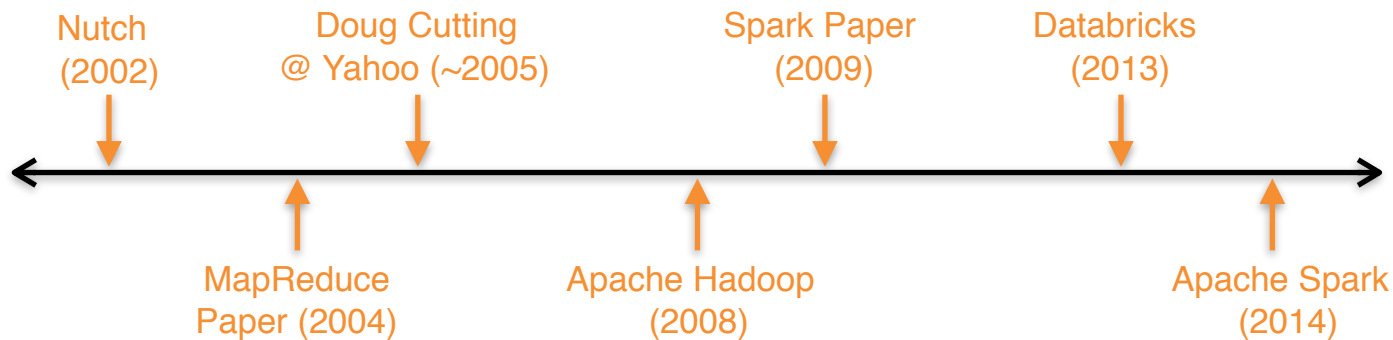 Nutch
(2002)
Doug Cutting
@ Yahoo (~2005)
Spark Paper
(2009)
Databricks
(2013)
MapReduce
Paper (2004)
Apache Hadoop
(2008)
Apache Spark
(2014)